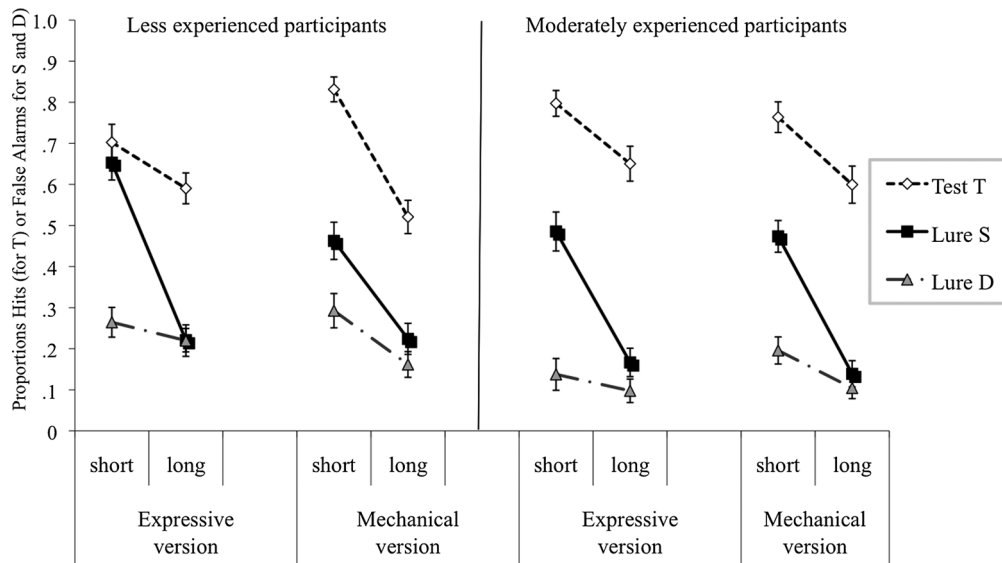 Proportions Hits (for T) or False Alarms for S and D)
1.0
.9
.8
.7
.6
.5
.4
.3
.2
.1
0
Less experienced participants
Moderately experienced participants
Test T
Lure S
Lure D
short long short long short long short long
Expressive version
Mechanical version
Expressive version
Mechanical version